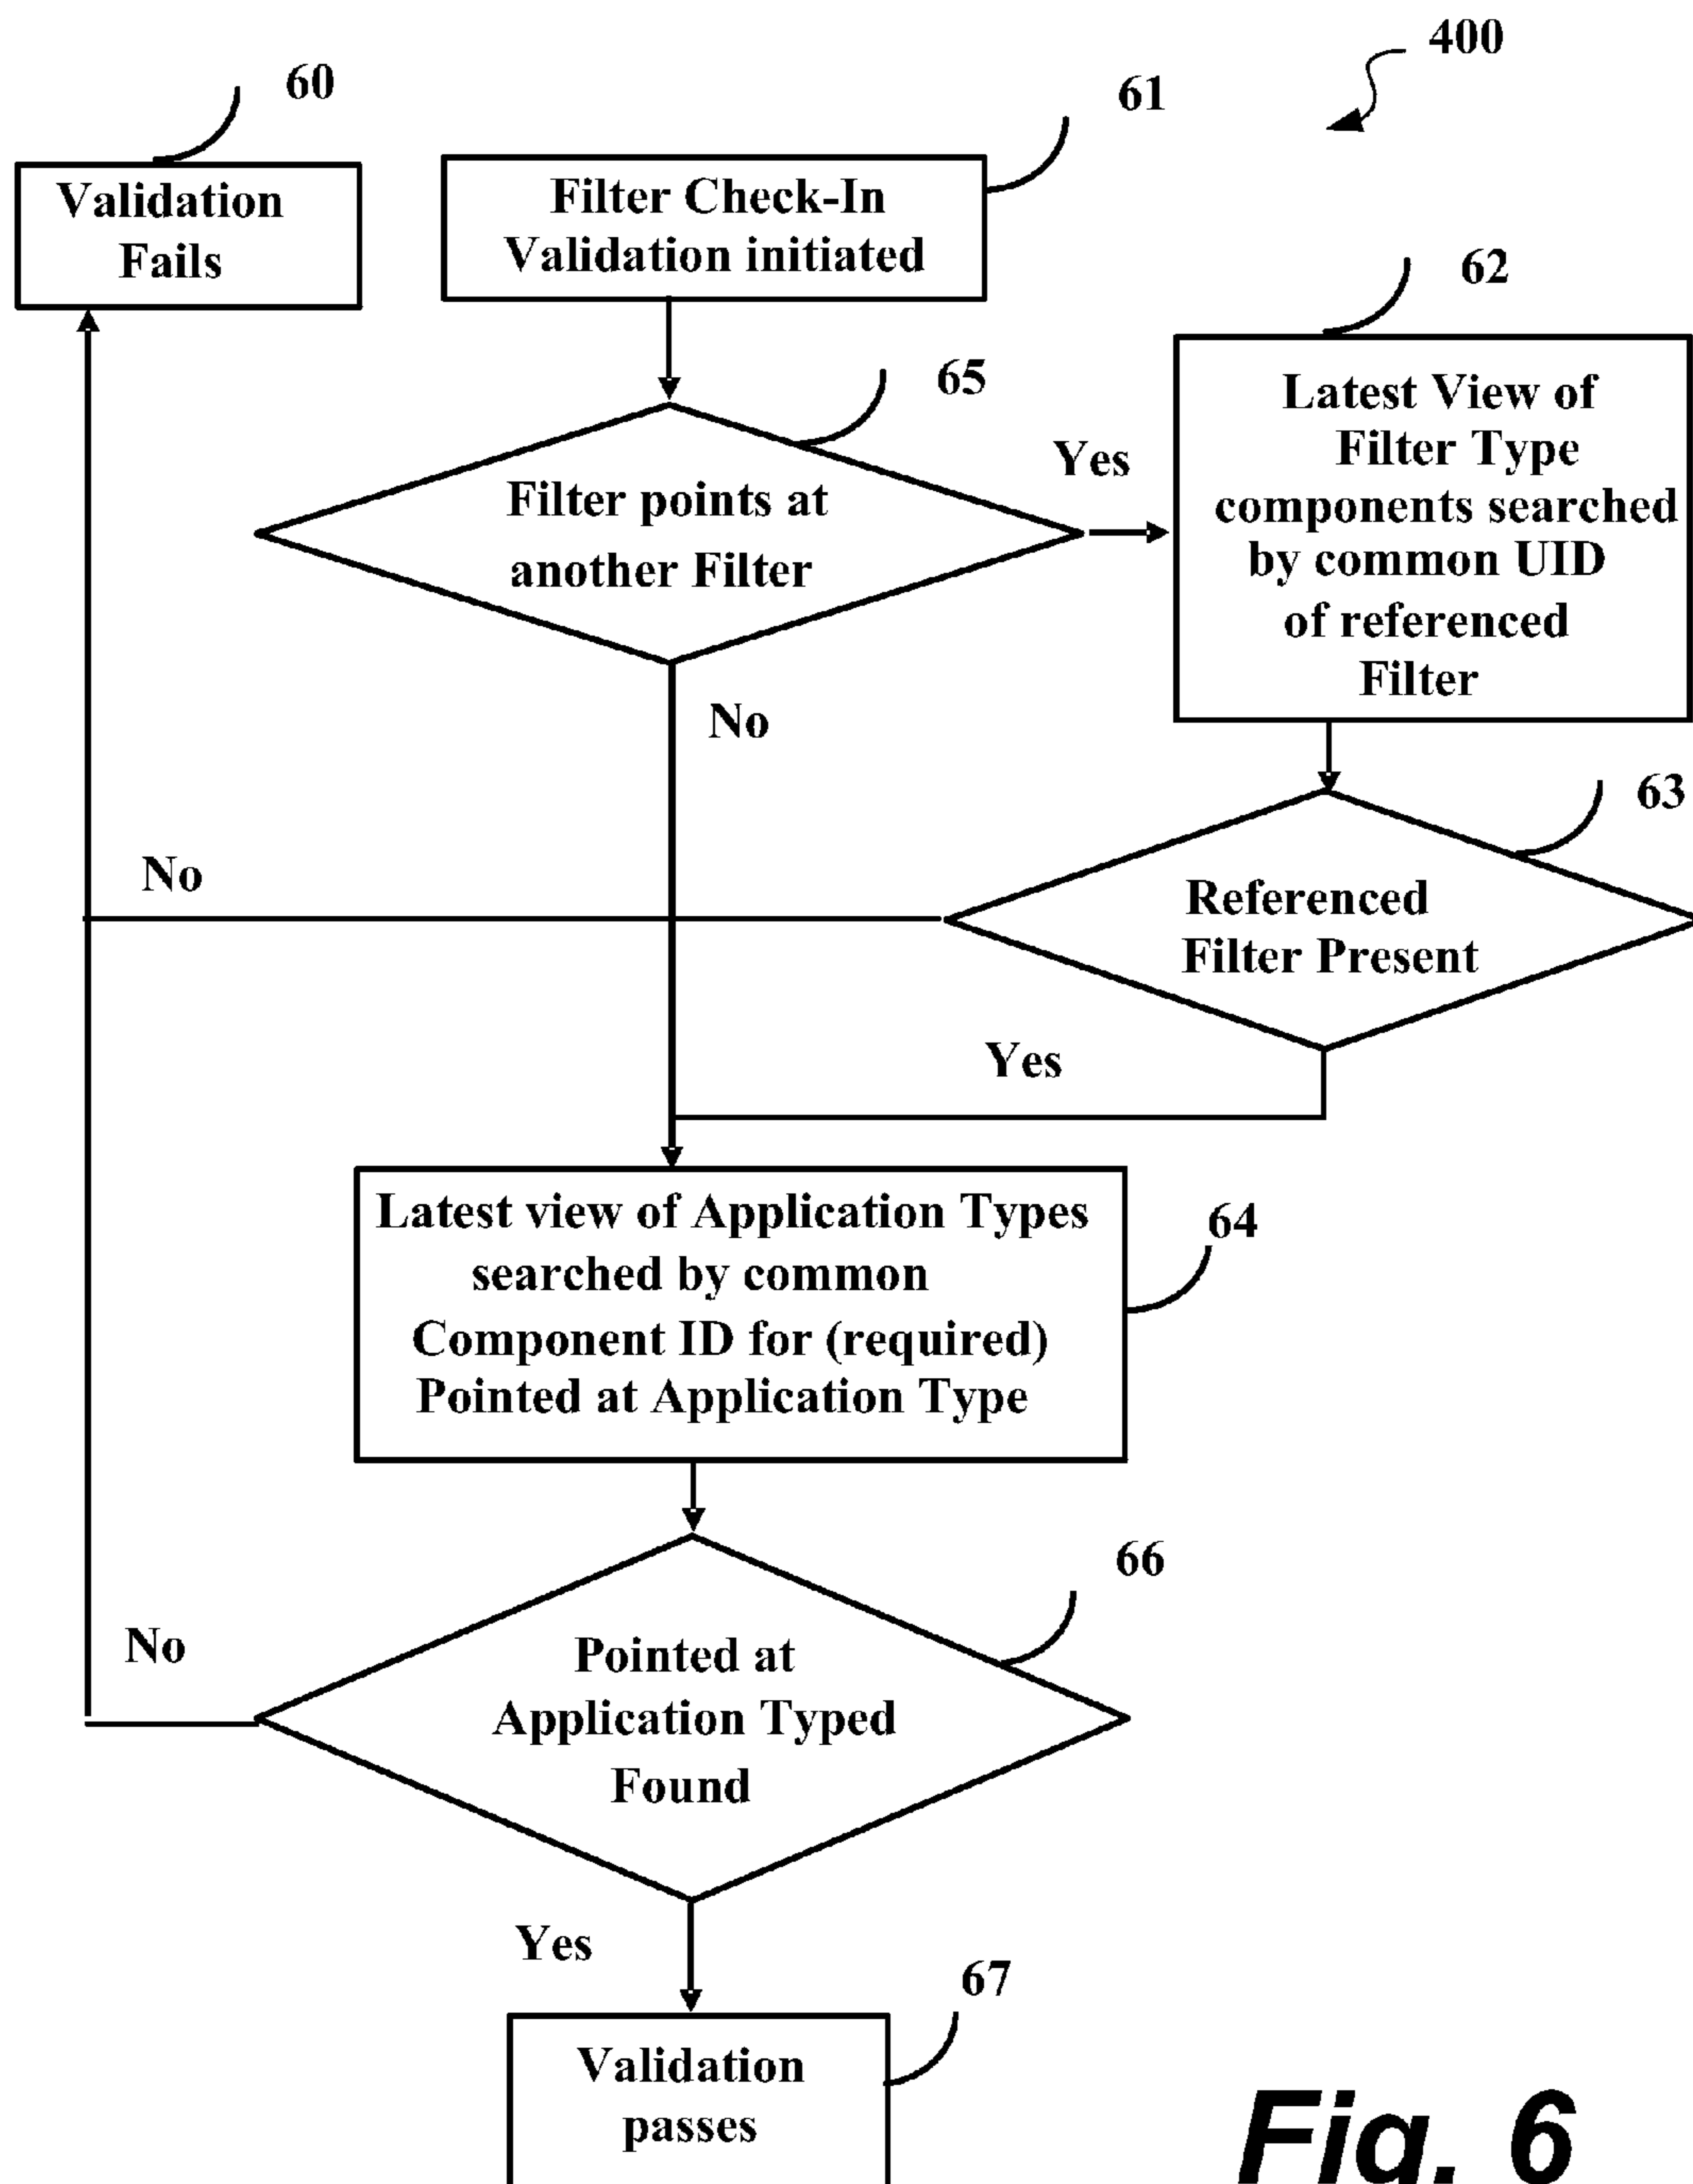 400
60
61
Validation
Fails
Filter Check-In
Validation initiated
62
65
Latest View of
Filter Type
components searched
by common UID
of referenced
Filter
Yes
Filter points at
another Filter
No
63
No
Referenced
Filter Present
Yes
Latest view of Application Types
searched by common
Component ID for (required)
Pointed at Application Type
64
66
No
Pointed at
Application Typed
Found
Yes
67
Validation
passes
Fig. 6